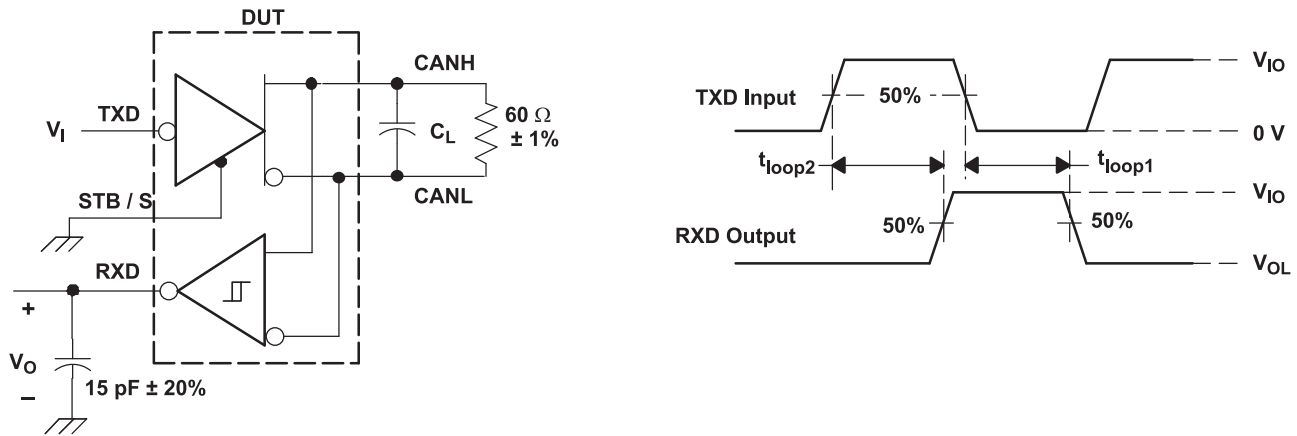 DUT
TXD
V_I
CANH
C_L
60 Ω
± 1%
CANL
STB / S
RXD
+
V_O
–
15 pF ± 20%
TXD Input
50%
V_IO
0 V
t_loop2
t_loop1
V_IO
50%
50%
RXD Output
V_OL